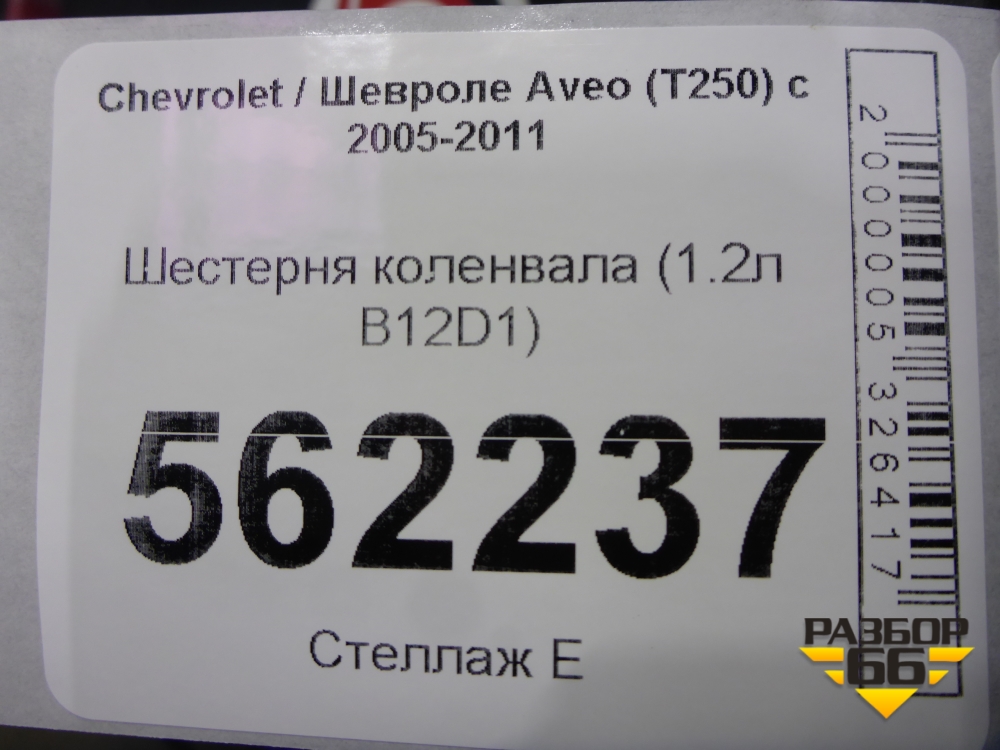 Chevrolet / Шевроле Aveo (T250) с
2005-2011
Шестерня коленвала (1.2л
B12D1)
562237
Стеллаж Е
2000005326417
РАЗБОР
66